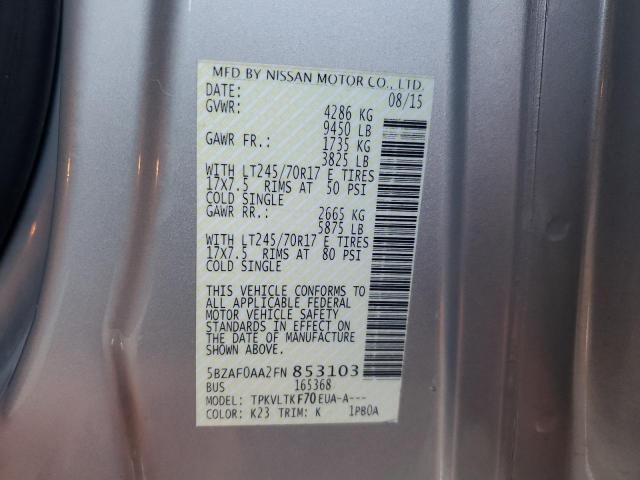 MFD BY NISSAN MOTOR CO., LTD.
DATE: 08/15
GVWR: 4286 KG
9450 LB
GAWR FR.: 1735 KG
3825 LB
WITH LT245/70R17 E TIRES
17X7.5 RIMS AT 50 PSI
COLD SINGLE
GAWR RR.: 2665 KG
5875 LB
WITH LT245/70R17 E TIRES
17X7.5 RIMS AT 80 PSI
COLD SINGLE
THIS VEHICLE CONFORMS TO
ALL APPLICABLE FEDERAL
MOTOR VEHICLE SAFETY
STANDARDS IN EFFECT ON
THE DATE OF MANUFACTURE
SHOWN ABOVE.
5BZAF0AA2FN 853103
BUS 165368
MODEL: TPKVLTKF70EUA-A---
COLOR: K23 TRIM: K 1PB0A